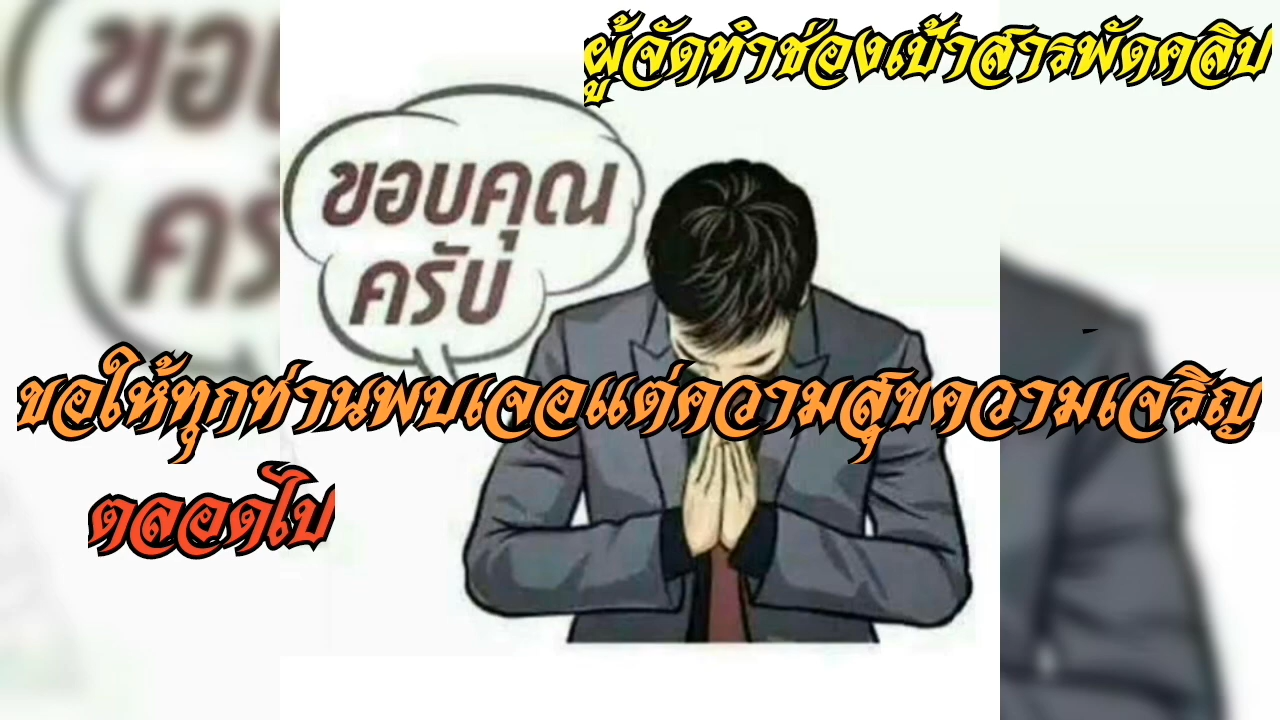 ผู้จัดทำช่องเป้าสารพัดคลิป
ขอบคุณ
ครับ
ขอให้ทุกท่านพบเจอแต่ความสุขความเจริญ
ตลอดไป